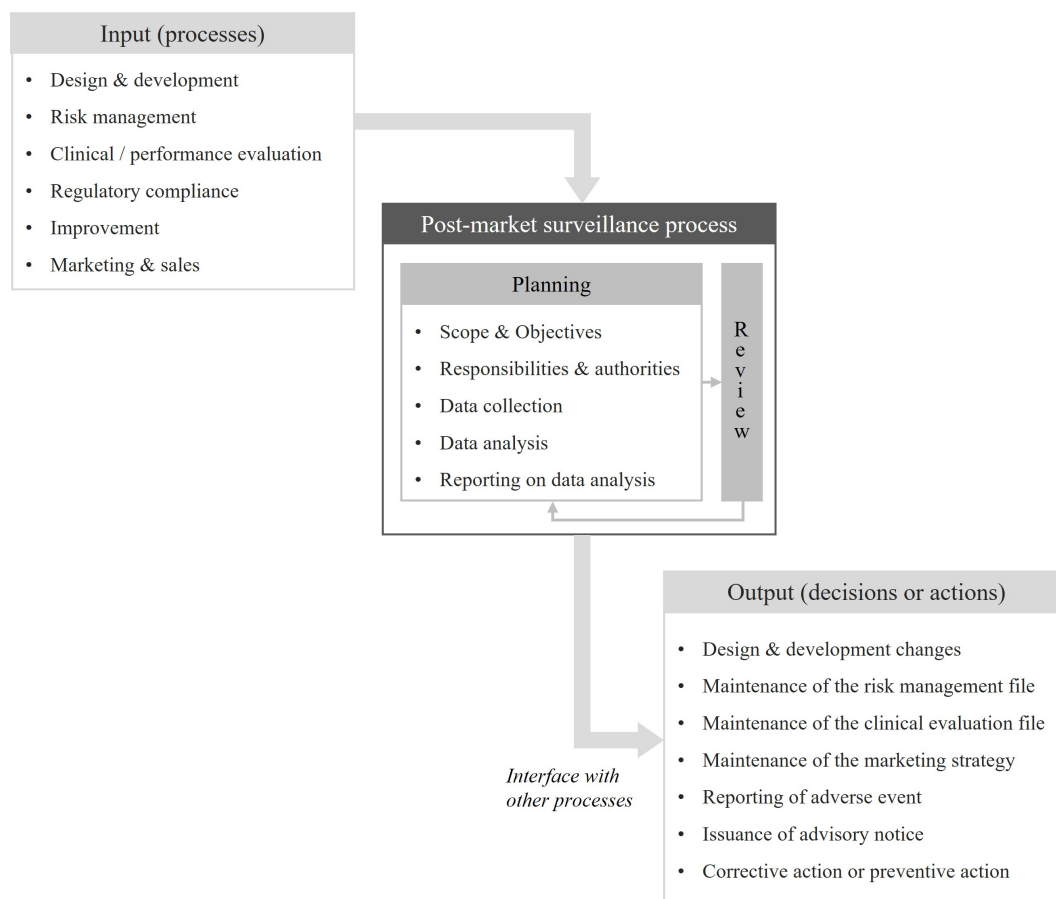 Input (processes)
• Design & development
• Risk management
• Clinical / performance evaluation
• Regulatory compliance
• Improvement
• Marketing & sales
Post-market surveillance process
Planning
• Scope & Objectives
• Responsibilities & authorities
• Data collection
• Data analysis
• Reporting on data analysis
Review
Output (decisions or actions)
• Design & development changes
• Maintenance of the risk management file
• Maintenance of the clinical evaluation file
• Maintenance of the marketing strategy
• Reporting of adverse event
• Issuance of advisory notice
• Corrective action or preventive action
Interface with
other processes